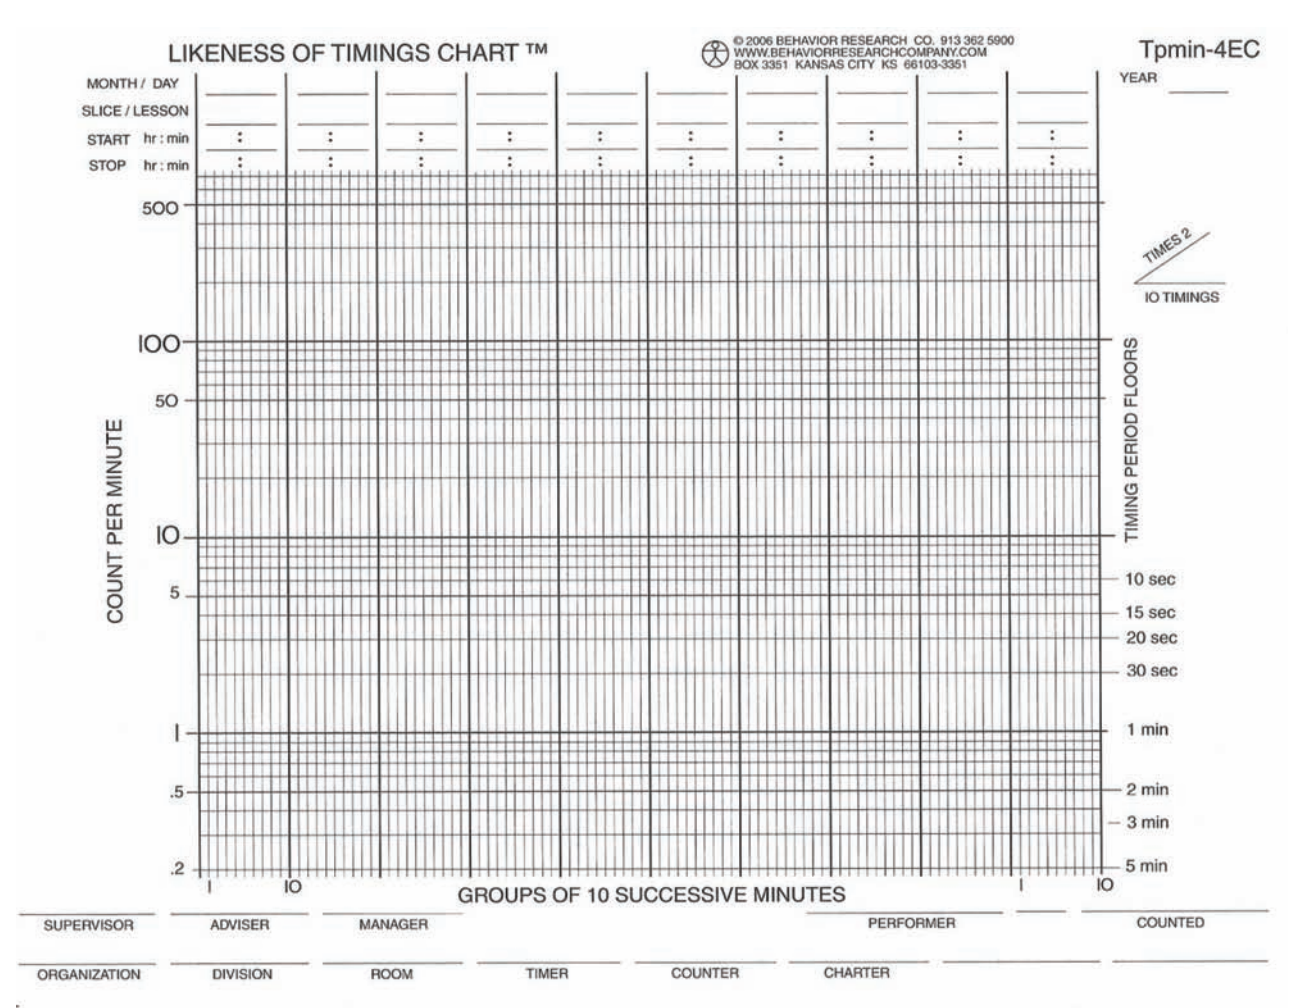 LIKENESS OF TIMINGS CHART ™
© 2006 BEHAVIOR RESEARCH CO. 913 362 5900
WWW.BEHAVIORRESEARCHCOMPANY.COM
BOX 3351 KANSAS CITY KS 66103-3351
Tpmin-4EC
MONTH / DAY
YEAR
SLICE / LESSON
START hr : min : : : : : : : : : :
STOP hr : min : : : : : : : : : :
500
TIMES 2
10 TIMINGS
100
50
10
5
1
.5
.2
COUNT PER MINUTE
TIMING PERIOD FLOORS
10 sec
15 sec
20 sec
30 sec
1 min
2 min
3 min
5 min
1 10 1 10
GROUPS OF 10 SUCCESSIVE MINUTES
SUPERVISOR ADVISER MANAGER PERFORMER COUNTED
ORGANIZATION DIVISION ROOM TIMER COUNTER CHARTER